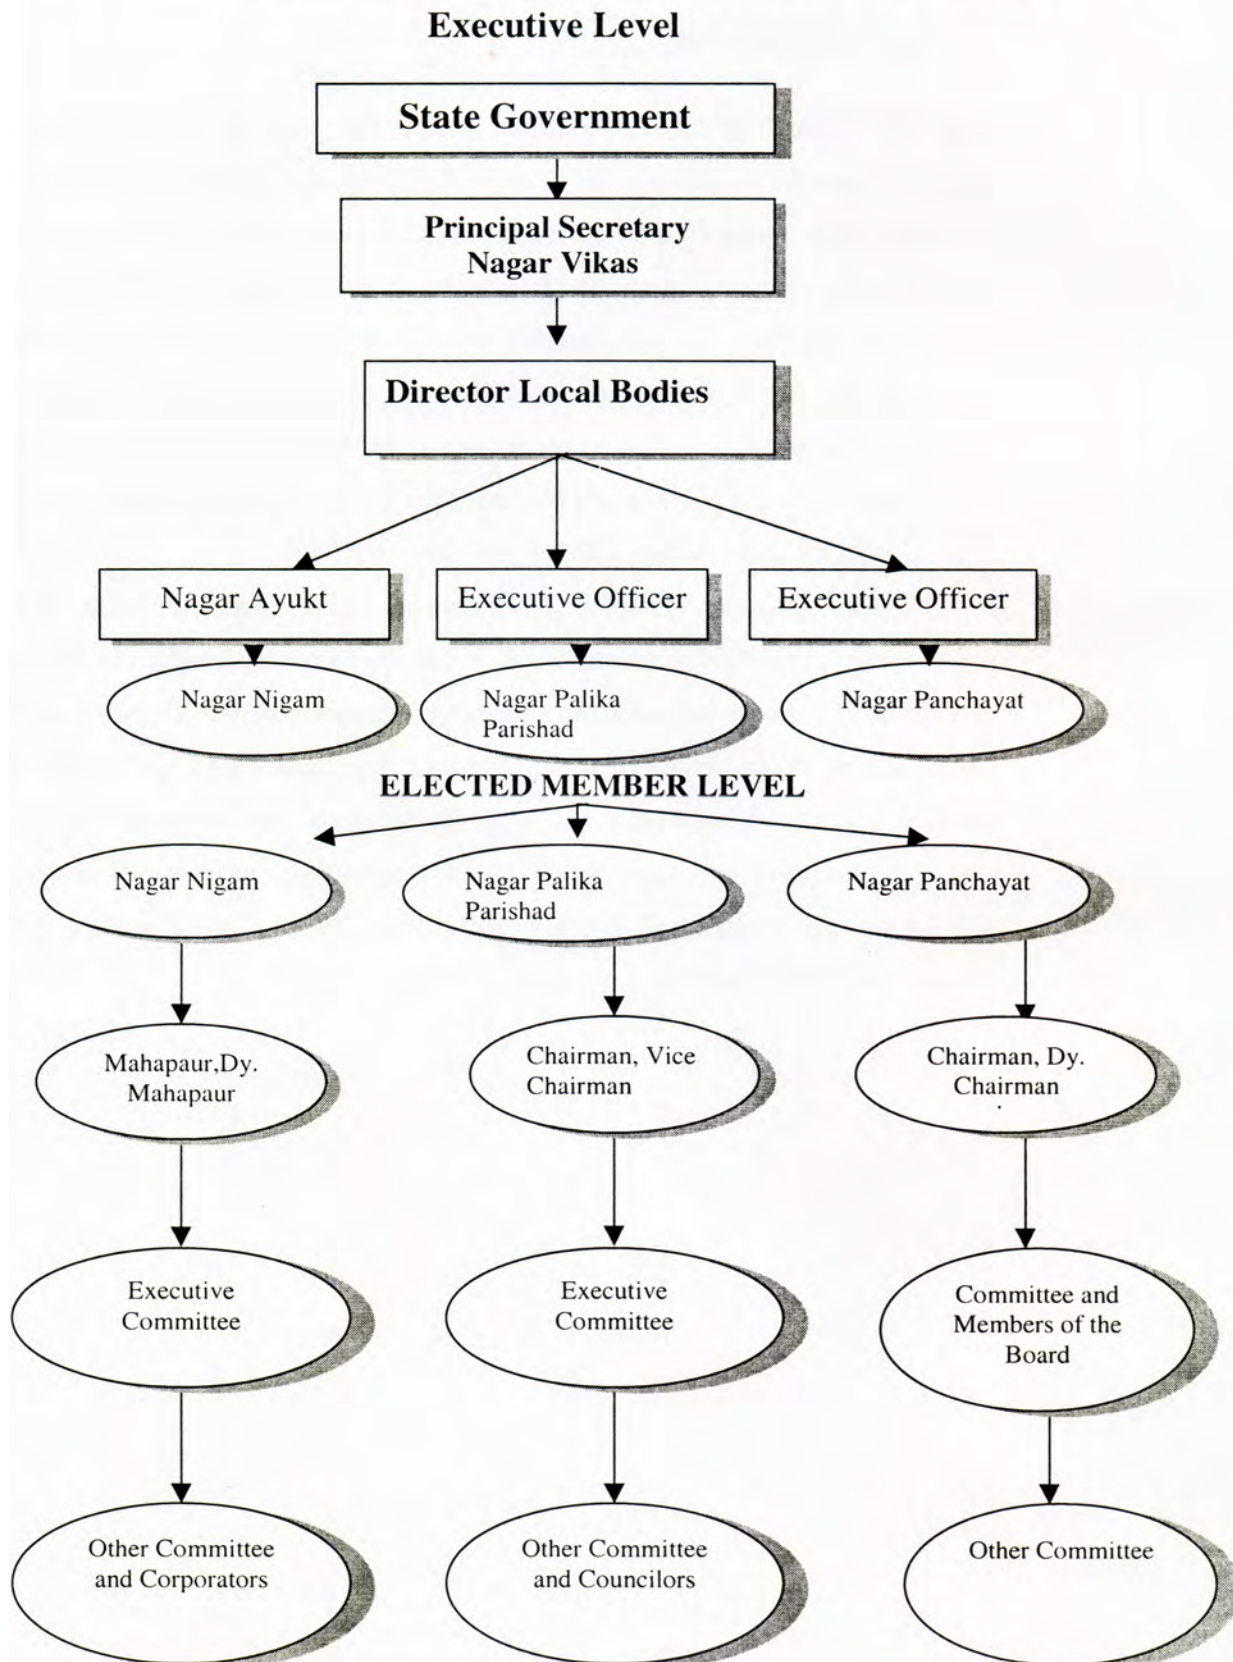 Executive Level
State Government
Principal Secretary
Nagar Vikas
Director Local Bodies
Nagar Ayukt
Executive Officer
Executive Officer
Nagar Nigam
Nagar Palika
Parishad
Nagar Panchayat
ELECTED MEMBER LEVEL
Nagar Nigam
Nagar Palika
Parishad
Nagar Panchayat
Mahapaur,Dy.
Mahapaur
Chairman, Vice
Chairman
Chairman, Dy.
Chairman
Executive
Committee
Executive
Committee
Committee and
Members of the
Board
Other Committee
and Corporators
Other Committee
and Councilors
Other Committee